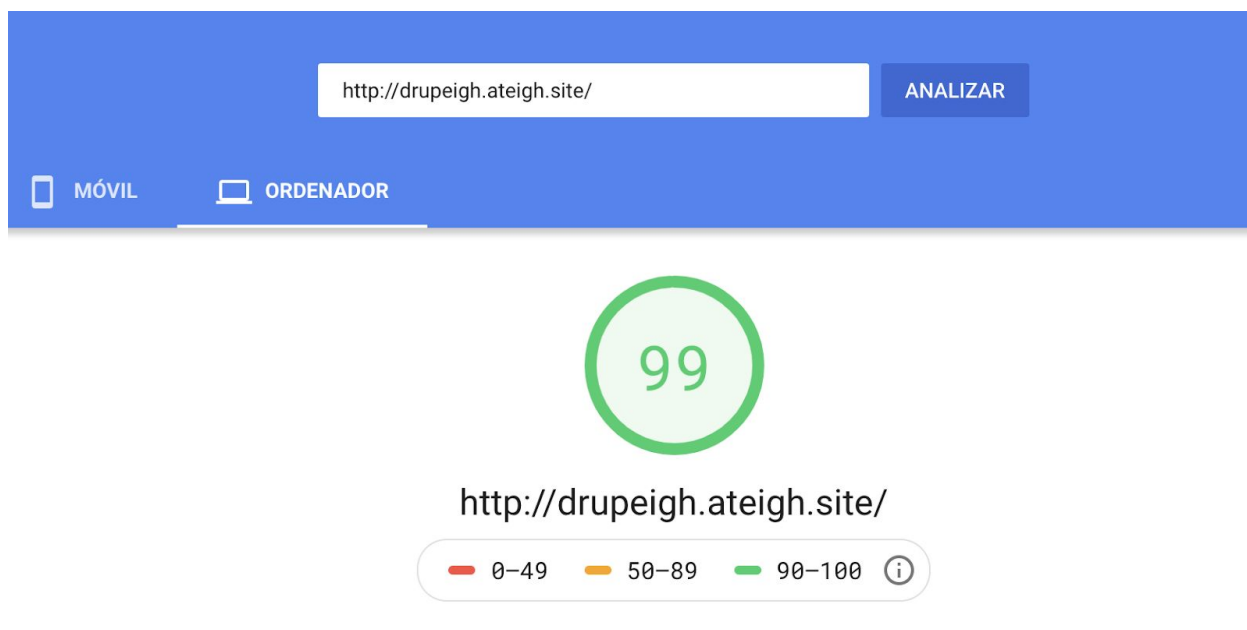 http://drupeigh.ateigh.site/ ANALIZAR
MÓVIL ORDENADOR
99
http://drupeigh.ateigh.site/
0–49 50–89 90–100